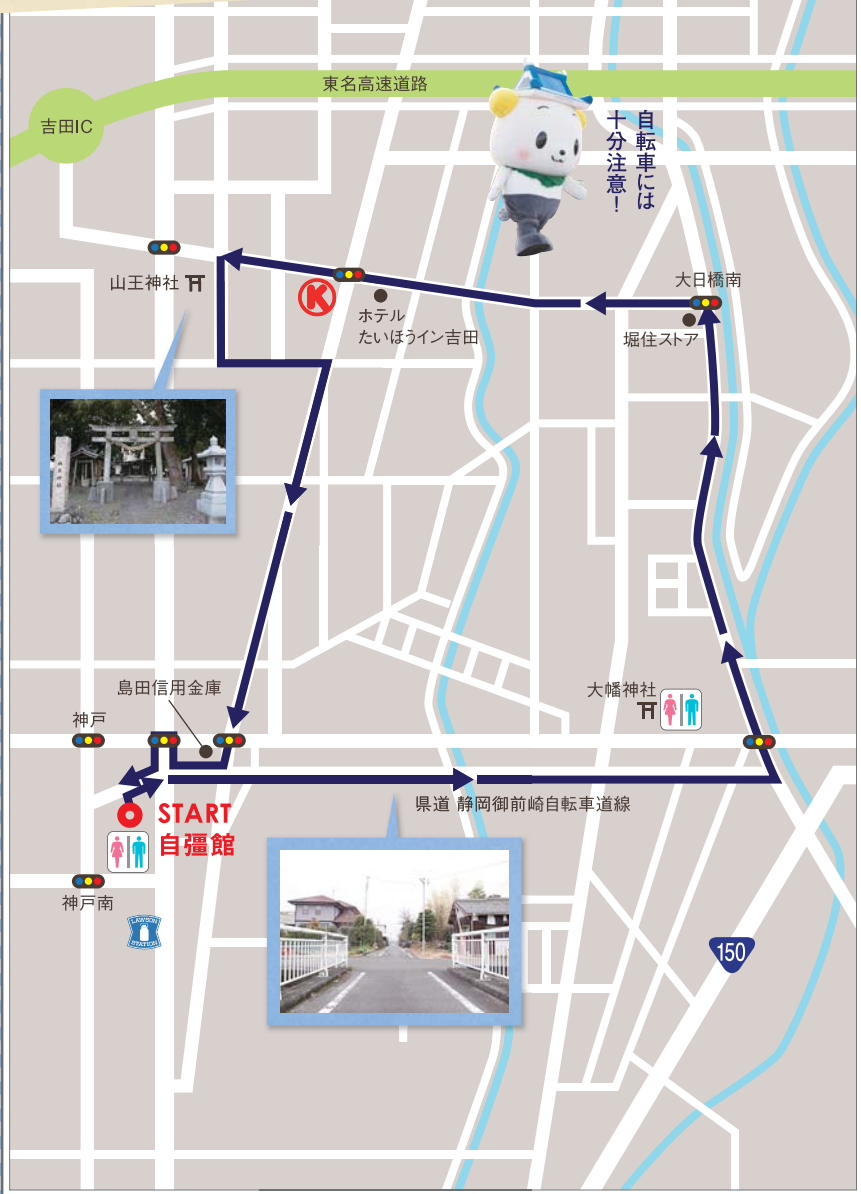 東名高速道路
吉田IC
自転車には
十分注意!
山王神社
K
ホテル
たいほうイン吉田
大日橋南
堀住ストア
島田信用金庫
神戸
大幡神社
START
自彊館
県道 静岡御前崎自転車道線
神戸南
LAWSON
STATION
150